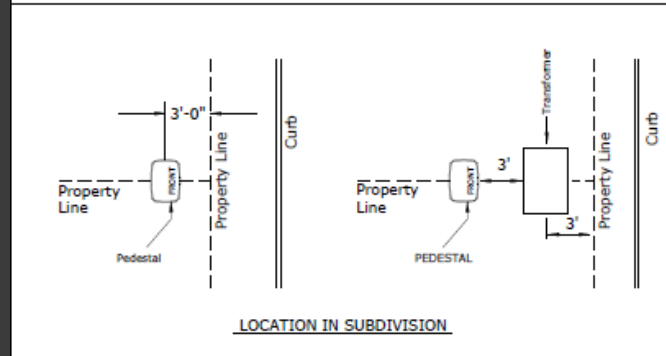 3'-0"
Property Line
Curb
FRONT
Property
Line
Pedestal
Transformer
3'
Property Line
Curb
FRONT
Property
Line
3'
PEDESTAL
LOCATION IN SUBDIVISION